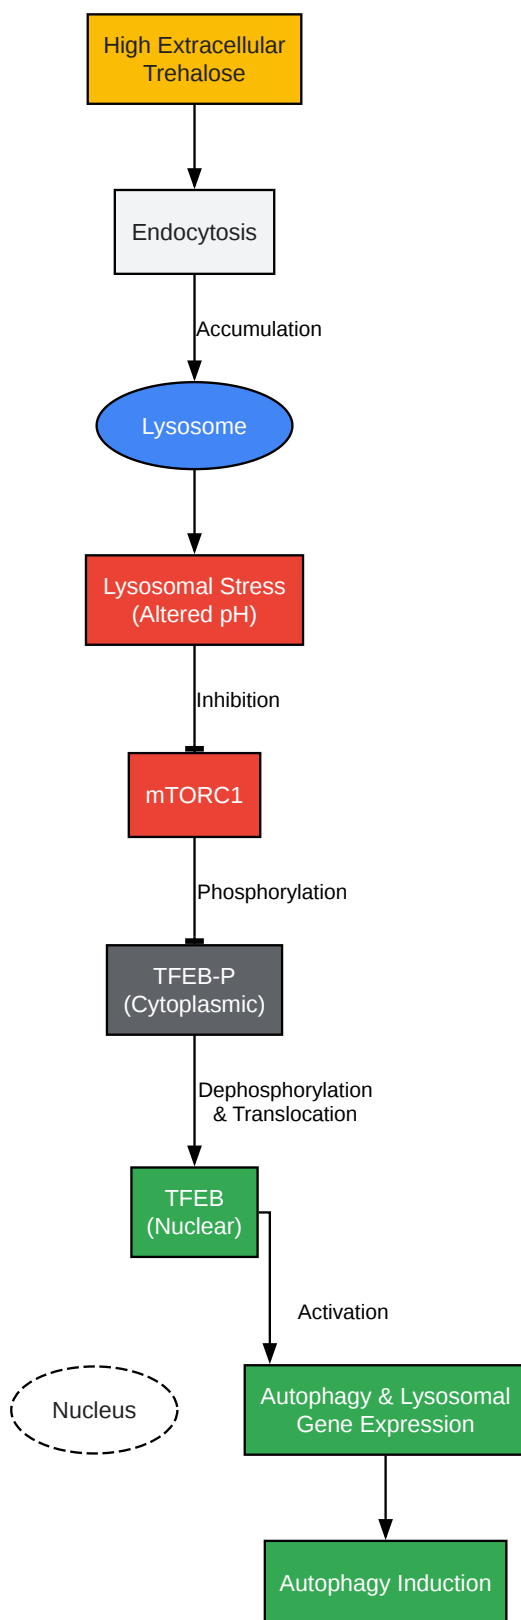 High Extracellular
Trehalose
Endocytosis
Accumulation
Lysosome
Lysosomal Stress
(Altered pH)
Inhibition
mTORC1
Phosphorylation
TFEB-P
(Cytoplasmic)
Dephosphorylation
& Translocation
TFEB
(Nuclear)
Activation
Nucleus
Autophagy & Lysosomal
Gene Expression
Autophagy Induction